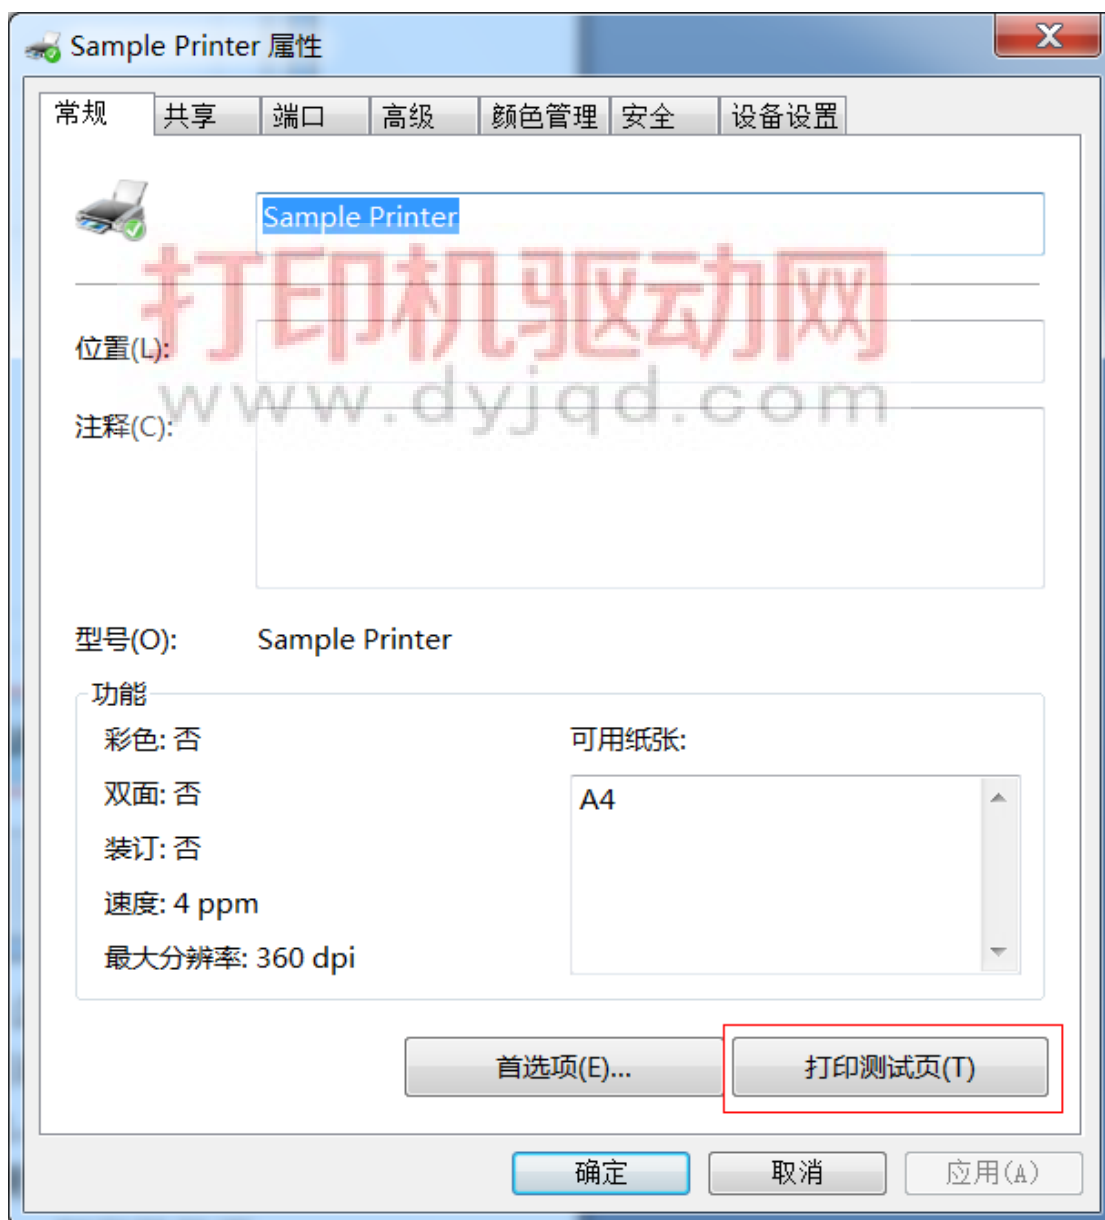 Sample Printer 属性
常规 共享 端口 高级 颜色管理 安全 设备设置
Sample Printer
打印机驱动网
位置(L):
www.dyjqd.com
注释(C):
型号(O): Sample Printer
功能
彩色: 否 可用纸张:
双面: 否 A4
装订: 否
速度: 4 ppm
最大分辨率: 360 dpi
首选项(E)... 打印测试页(T)
确定 取消 应用(A)